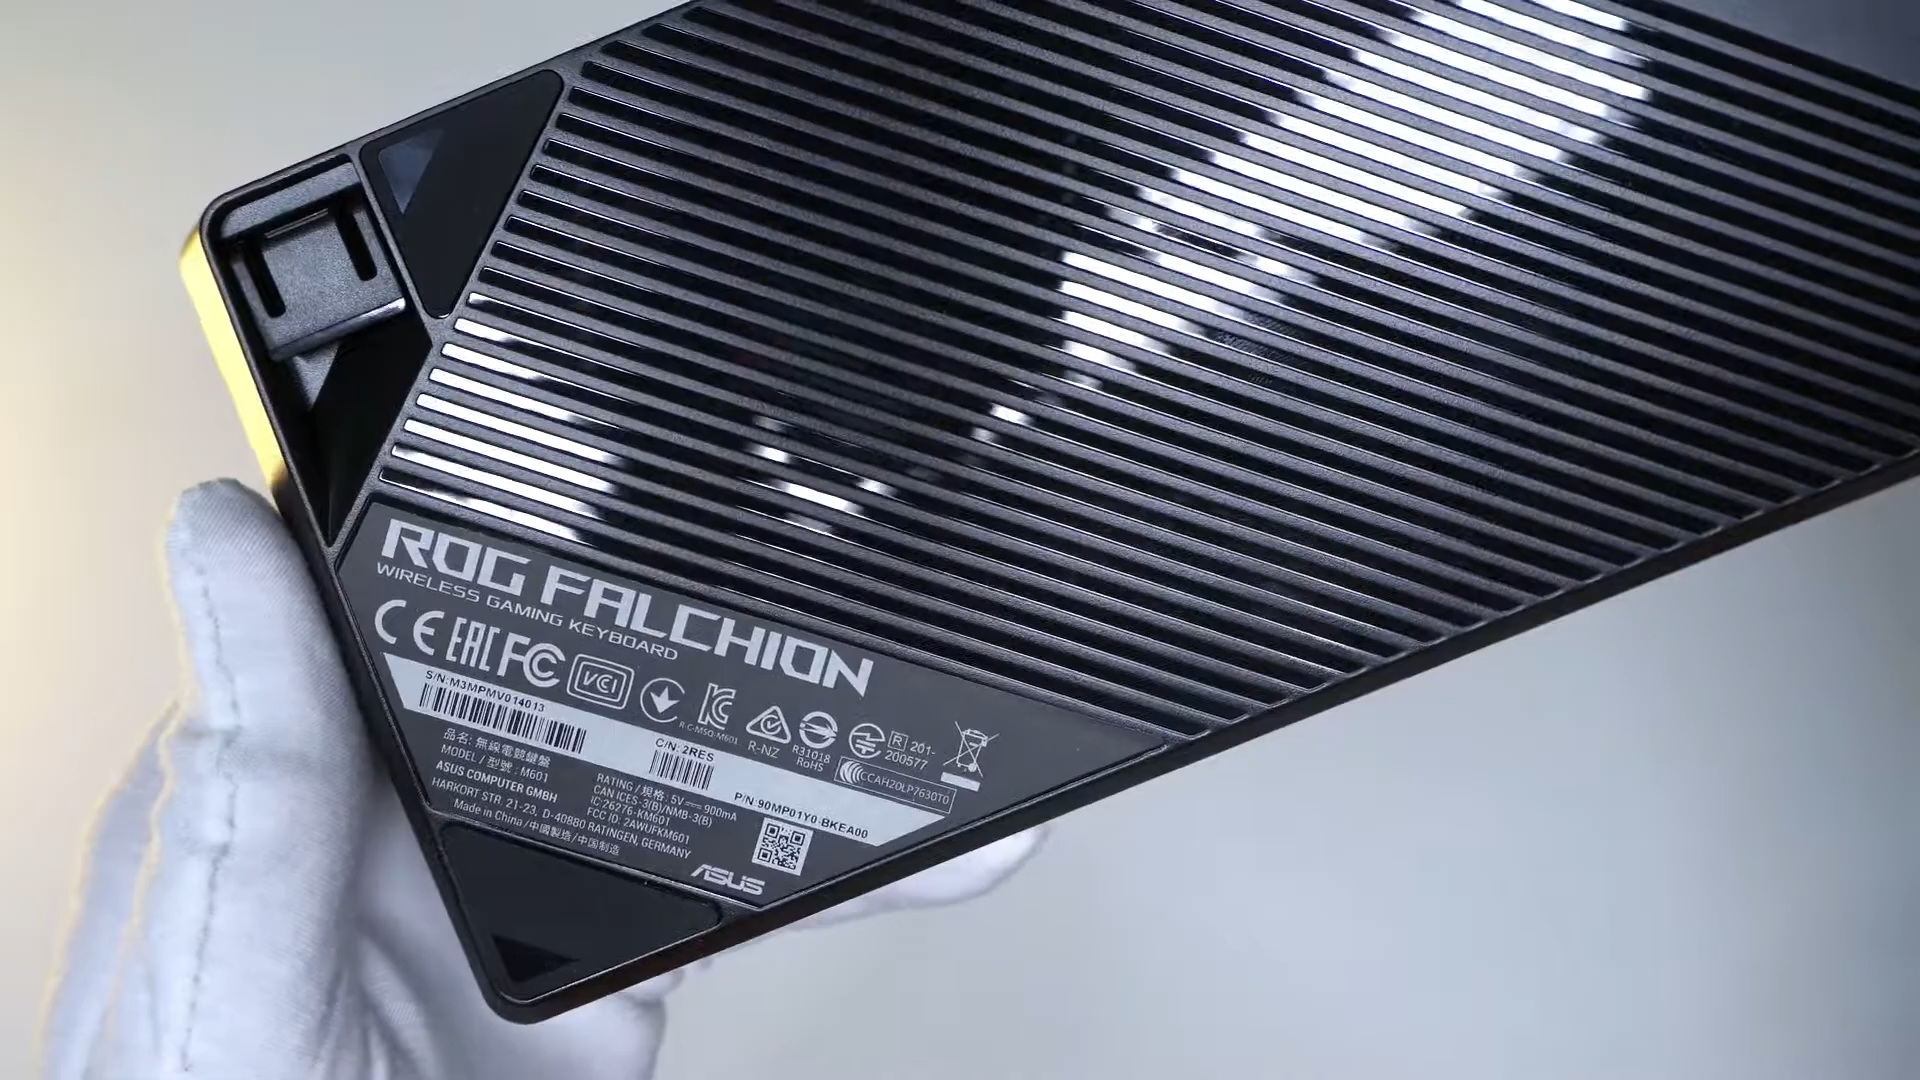 ROG FALCHION
WIRELESS GAMING KEYBOARD
CE EAC FC VCI
R-C-MSQ-M601
R-NZ
R31018
RoHS
R 201-
200577
CCAH20LP7630T0
S/N:M3MPMV014013
C/N:2RES
P/N:90MP01Y0-BKEA00
品名: 無線電競鍵盤
MODEL / 型號 : M601
ASUS COMPUTER GMBH
HARKORT STR. 21-23, D-40880 RATINGEN, GERMANY
Made in China /中國製造/中国制造
RATING / 規格: 5V⎓900mA
CAN ICES-3(B)/NMB-3(B)
IC:26276-KM601
FCC ID: 2AWUFKM601
ASUS